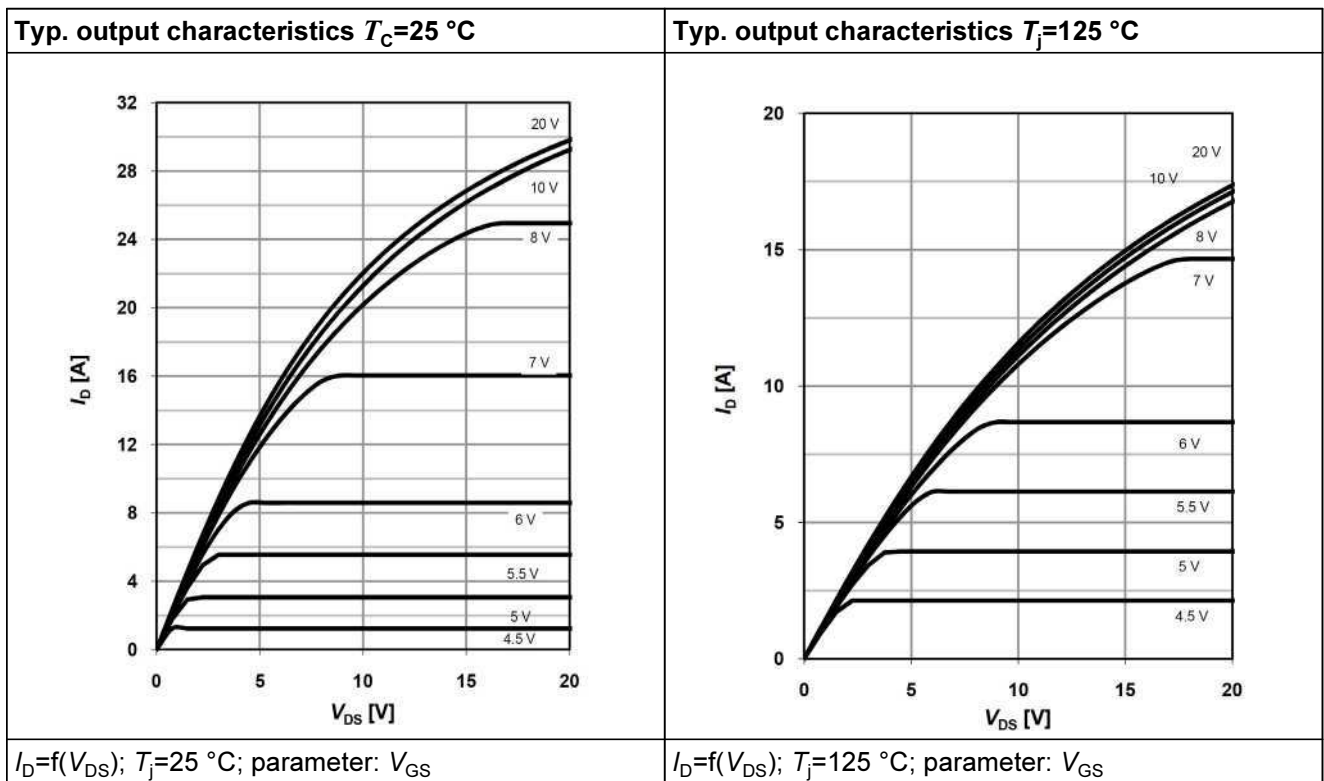 Typ. output characteristics TC=25 °C
Typ. output characteristics Tj=125 °C
32
28
24
20
16
12
8
4
0
ID [A]
20 V
10 V
8 V
7 V
6 V
5.5 V
5 V
4.5 V
0
5
10
15
20
VDS [V]
20
15
10
5
0
ID [A]
20 V
10 V
8 V
7 V
6 V
5.5 V
5 V
4.5 V
0
5
10
15
20
VDS [V]
ID=f(VDS); Tj=25 °C; parameter: VGS
ID=f(VDS); Tj=125 °C; parameter: VGS